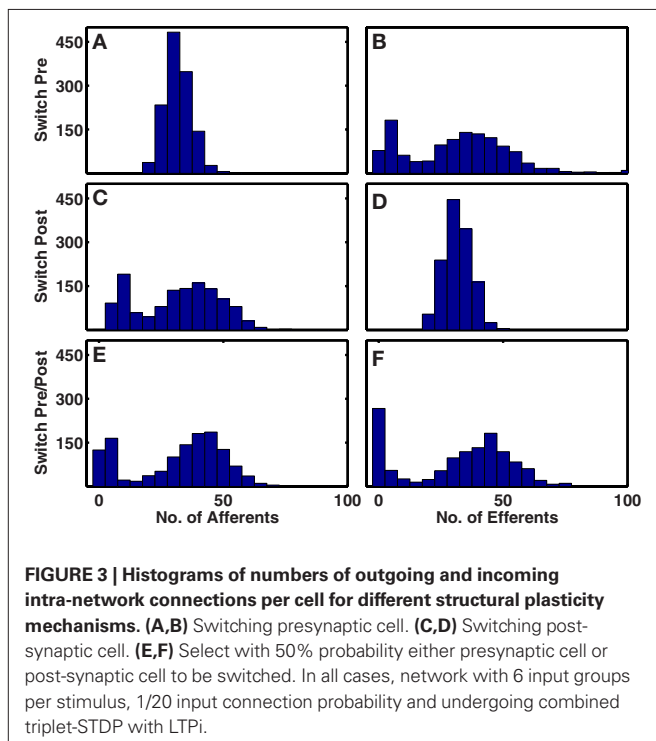 A
B
Switch Pre
450
300
150
C
D
Switch Post
450
300
150
E
F
Switch Pre/Post
450
300
150
0
50
100
0
50
100
No. of Afferents
No. of Efferents
FIGURE 3 | Histograms of numbers of outgoing and incoming
intra-network connections per cell for different structural plasticity
mechanisms. (A,B) Switching presynaptic cell. (C,D) Switching post-
synaptic cell. (E,F) Select with 50% probability either presynaptic cell or
post-synaptic cell to be switched. In all cases, network with 6 input groups
per stimulus, 1/20 input connection probability and undergoing combined
triplet-STDP with LTPi.